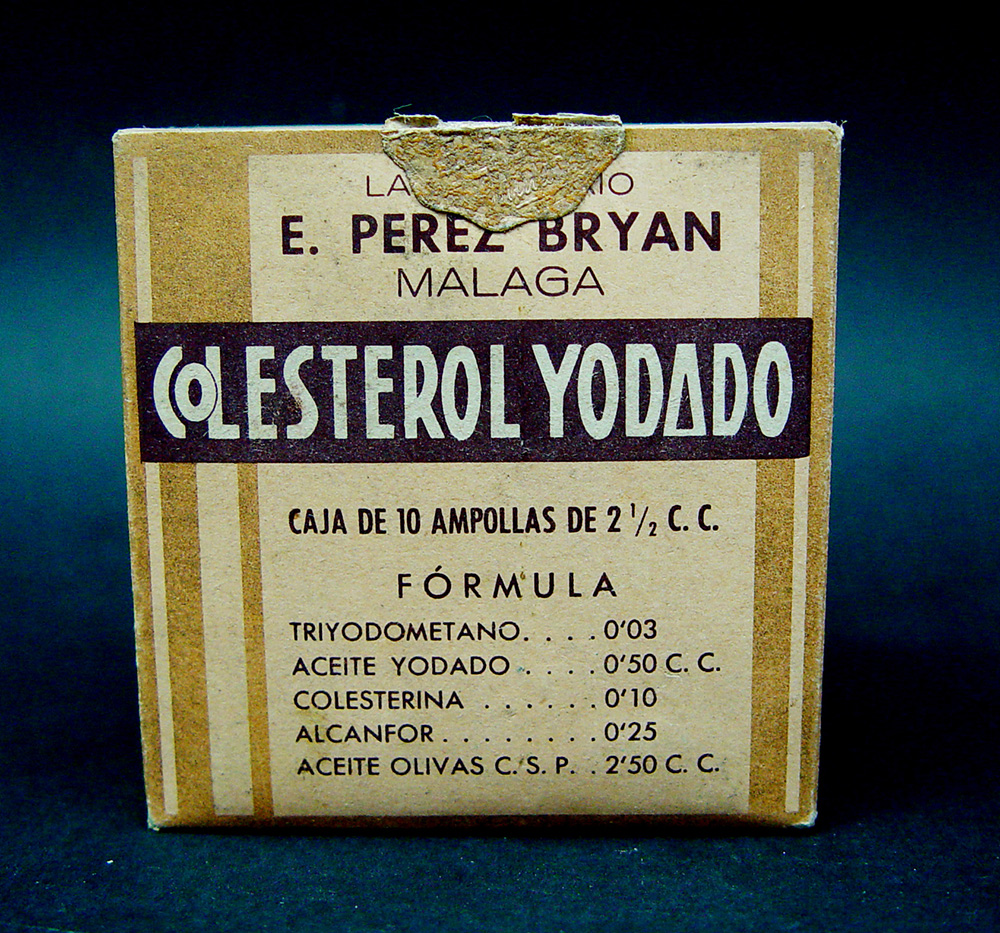 E. PEREZ BRYAN
MALAGA
COLESTEROL YODADO
CAJA DE 10 AMPOLLAS DE 2 1/2 C. C.
FÓRMULA
TRIYODOMETANO. . . . 0'03
ACEITE YODADO . . . . 0'50 C. C.
COLESTERINA . . . . . . 0'10
ALCANFOR . . . . . . . . 0'25
ACEITE OLIVAS C. S. P. . 2'50 C. C.